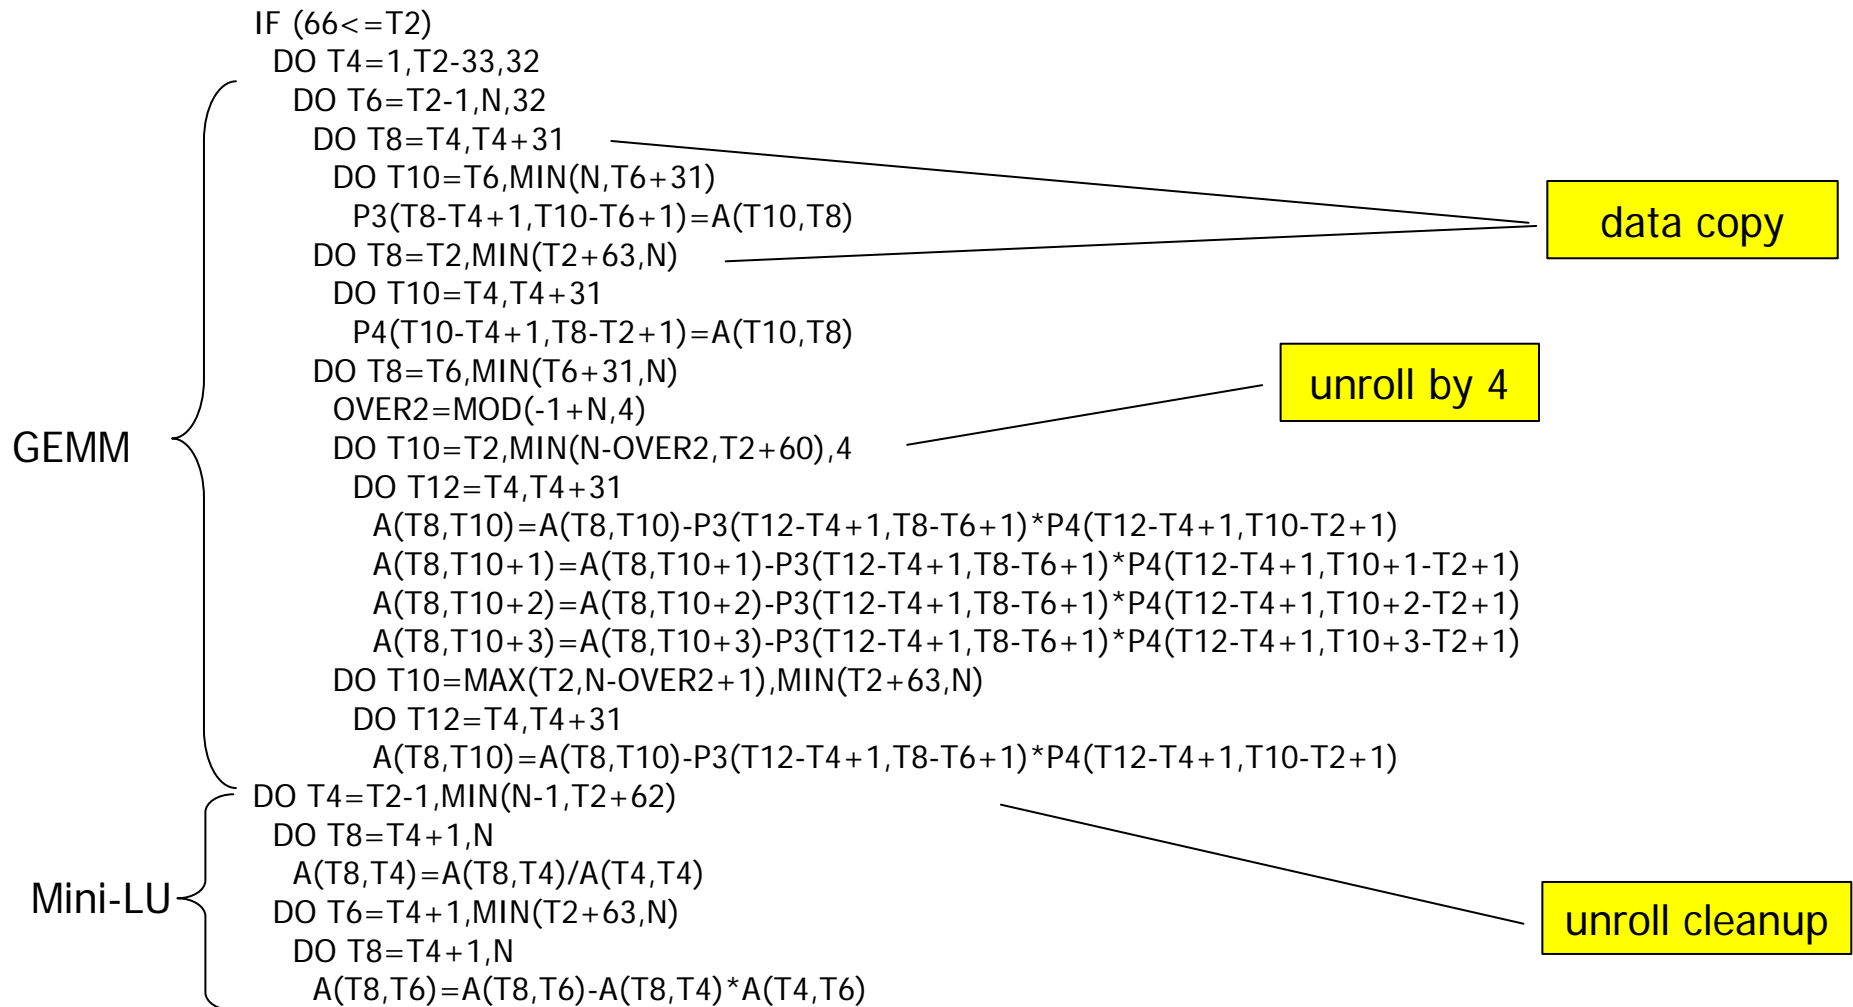 IF (66<=T2)
DO T4=1,T2-33,32
DO T6=T2-1,N,32
DO T8=T4,T4+31
DO T10=T6,MIN(N,T6+31)
P3(T8-T4+1,T10-T6+1)=A(T10,T8)
data copy
DO T8=T2,MIN(T2+63,N)
DO T10=T4,T4+31
P4(T10-T4+1,T8-T2+1)=A(T10,T8)
DO T8=T6,MIN(T6+31,N)
unroll by 4
OVER2=MOD(-1+N,4)
GEMM
DO T10=T2,MIN(N-OVER2,T2+60),4
DO T12=T4,T4+31
A(T8,T10)=A(T8,T10)-P3(T12-T4+1,T8-T6+1)*P4(T12-T4+1,T10-T2+1)
A(T8,T10+1)=A(T8,T10+1)-P3(T12-T4+1,T8-T6+1)*P4(T12-T4+1,T10+1-T2+1)
A(T8,T10+2)=A(T8,T10+2)-P3(T12-T4+1,T8-T6+1)*P4(T12-T4+1,T10+2-T2+1)
A(T8,T10+3)=A(T8,T10+3)-P3(T12-T4+1,T8-T6+1)*P4(T12-T4+1,T10+3-T2+1)
DO T10=MAX(T2,N-OVER2+1),MIN(T2+63,N)
DO T12=T4,T4+31
A(T8,T10)=A(T8,T10)-P3(T12-T4+1,T8-T6+1)*P4(T12-T4+1,T10-T2+1)
DO T4=T2-1,MIN(N-1,T2+62)
DO T8=T4+1,N
A(T8,T4)=A(T8,T4)/A(T4,T4)
Mini-LU
DO T6=T4+1,MIN(T2+63,N)
unroll cleanup
DO T8=T4+1,N
A(T8,T6)=A(T8,T6)-A(T8,T4)*A(T4,T6)